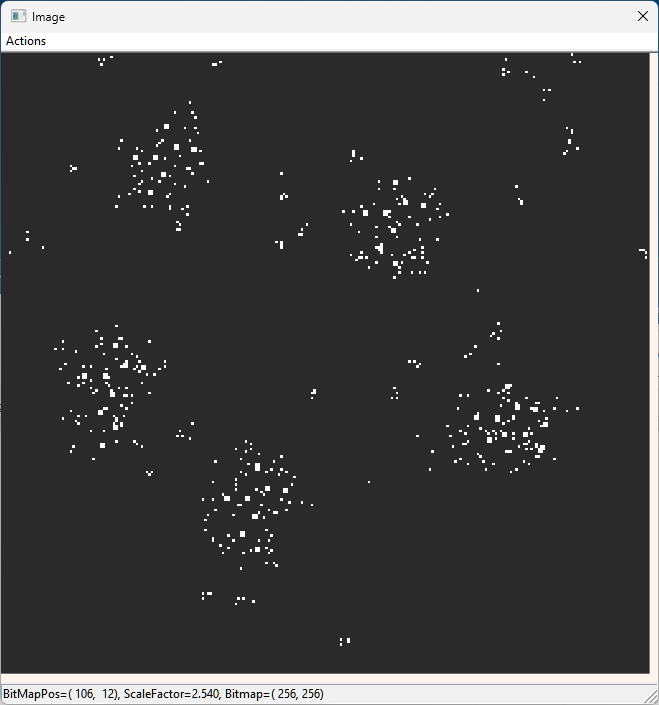 Image
Actions
BitMapPos=( 106, 12), ScaleFactor=2.540, Bitmap=( 256, 256)